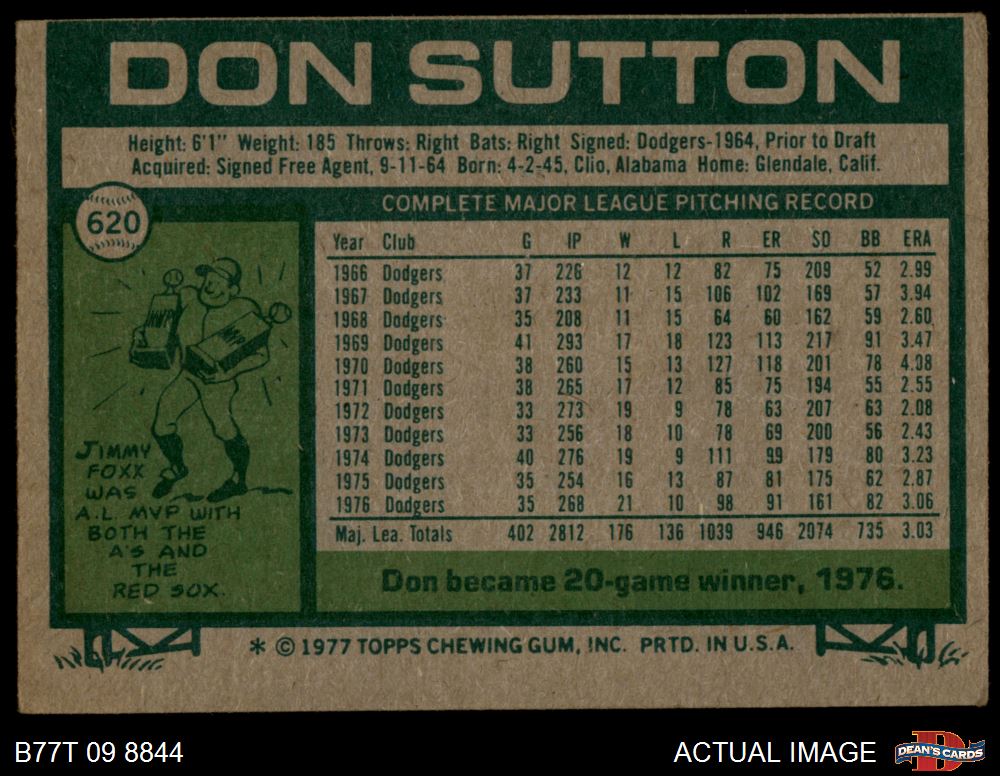 DON SUTTON
Height: 6'1" Weight: 185 Throws: Right Bats: Right Signed: Dodgers-1964, Prior to Draft
Acquired: Signed Free Agent, 9-11-64 Born: 4-2-45, Clio, Alabama Home: Glendale, Calif.
620
COMPLETE MAJOR LEAGUE PITCHING RECORD
Year Club G IP W L R ER SO BB ERA
1966 Dodgers 37 226 12 12 82 75 209 52 2.99
1967 Dodgers 37 233 11 15 106 102 169 57 3.94
1968 Dodgers 35 208 11 15 64 60 162 59 2.60
1969 Dodgers 41 293 17 18 123 113 217 91 3.47
1970 Dodgers 38 260 15 13 127 118 201 78 4.08
1971 Dodgers 38 265 17 12 85 75 194 55 2.55
1972 Dodgers 33 273 19 9 78 63 207 63 2.08
1973 Dodgers 33 256 18 10 78 69 200 56 2.43
1974 Dodgers 40 276 19 9 111 99 179 80 3.23
1975 Dodgers 35 254 16 13 87 81 175 62 2.87
1976 Dodgers 35 268 21 10 98 91 161 82 3.06
Maj. Lea. Totals 402 2812 176 136 1039 946 2074 735 3.03
MVP
MVP
JIMMY
FOXX
WAS
A.L. MVP WITH
BOTH THE
A'S AND
THE
RED SOX.
Don became 20-game winner, 1976.
* © 1977 TOPPS CHEWING GUM, INC. PRTD. IN U.S.A.
B77T 09 8844
ACTUAL IMAGE
DEAN'S CARDS